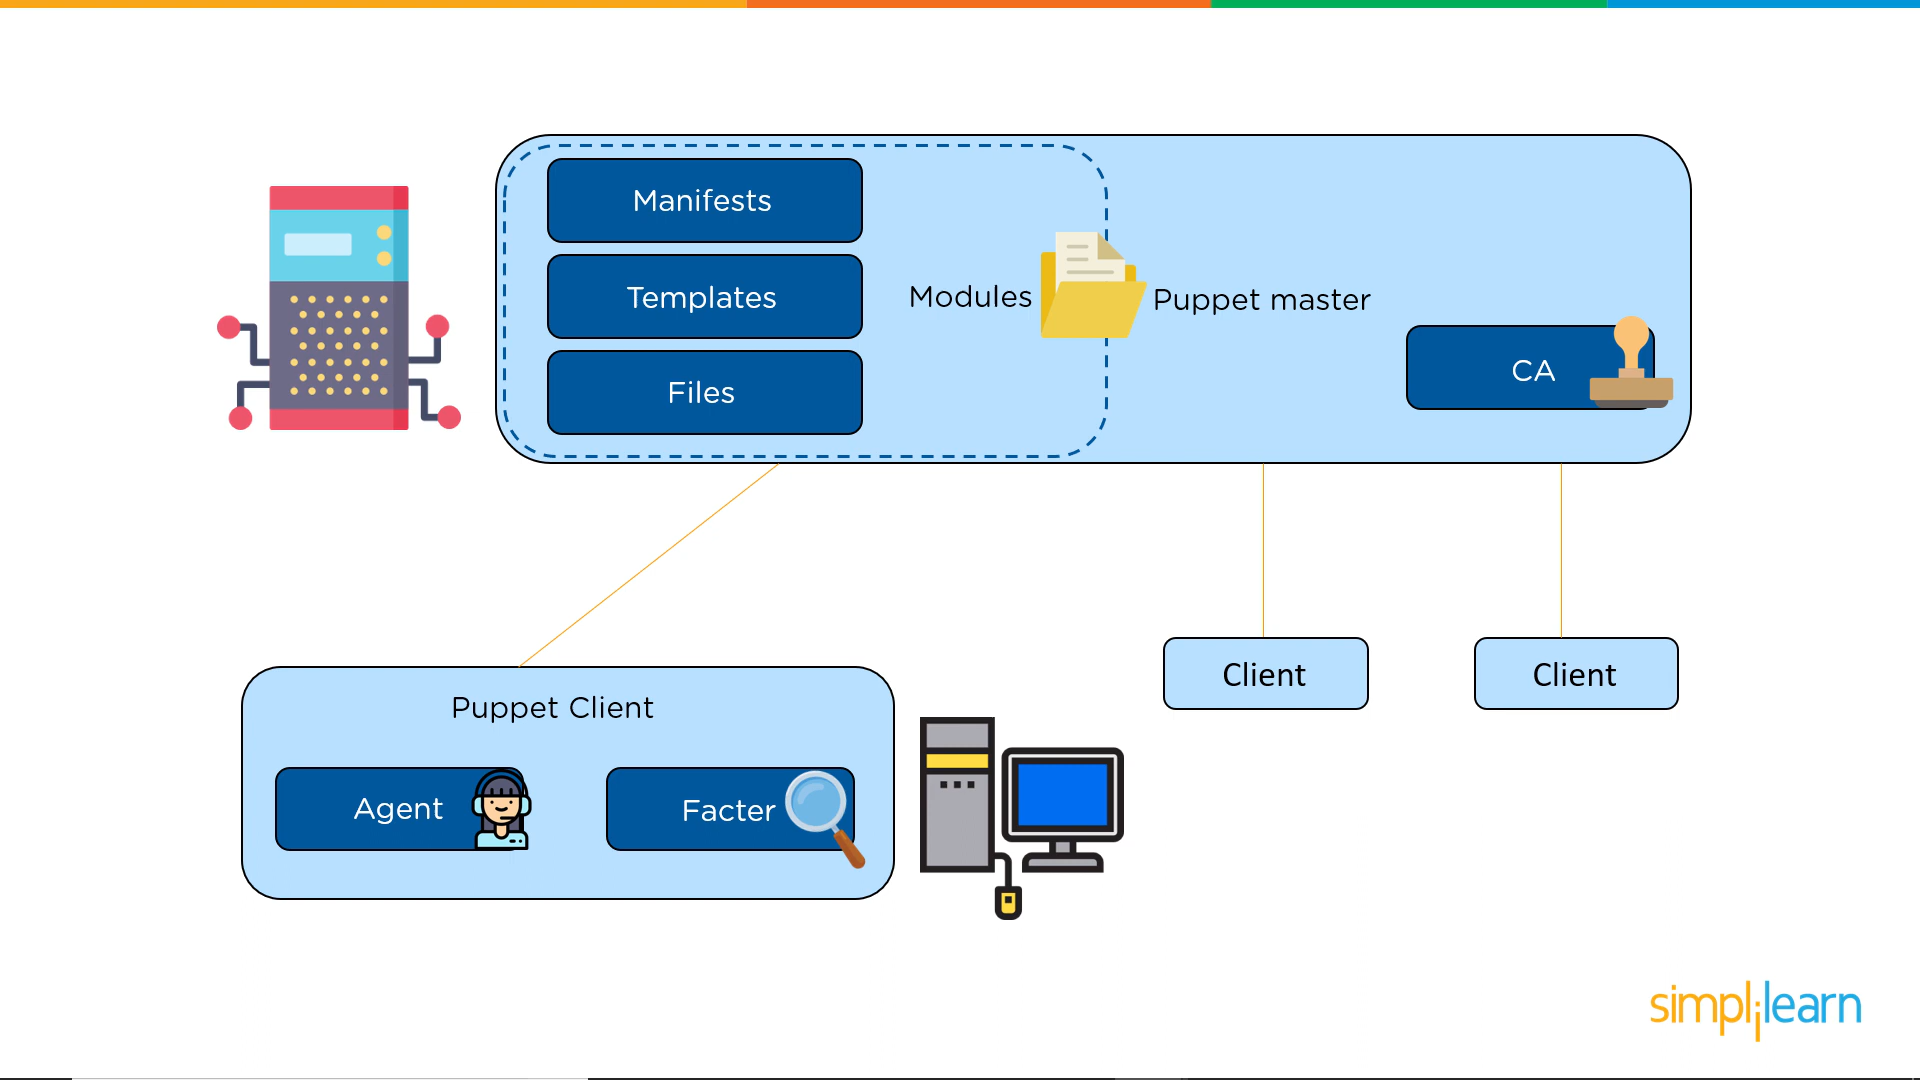 Manifests
Templates
Files
Modules
Puppet master
CA
Puppet Client
Agent
Facter
Client
Client
simplilearn